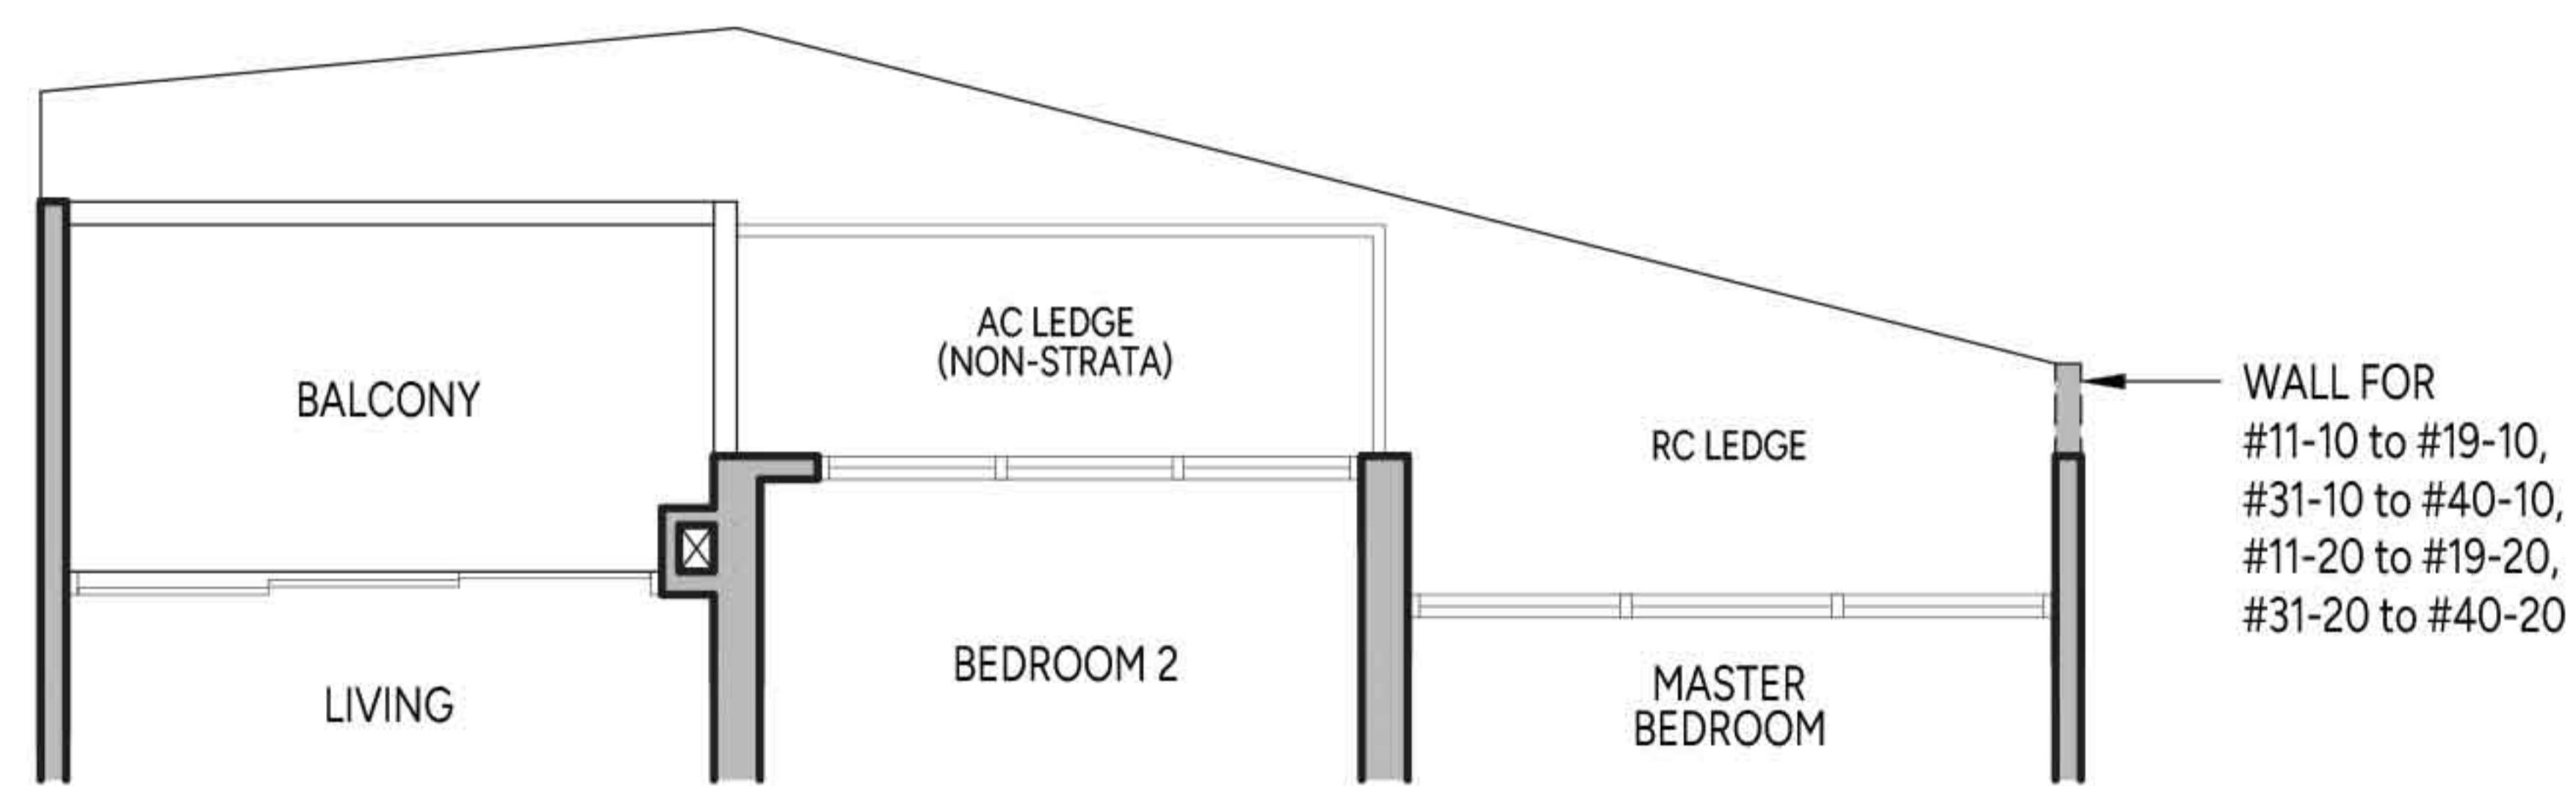 BALCONY
LIVING
AC LEDGE
(NON-STRATA)
BEDROOM 2
RC LEDGE
MASTER
BEDROOM
WALL FOR
#11-10 to #19-10,
#31-10 to #40-10,
#11-20 to #19-20,
#31-20 to #40-20